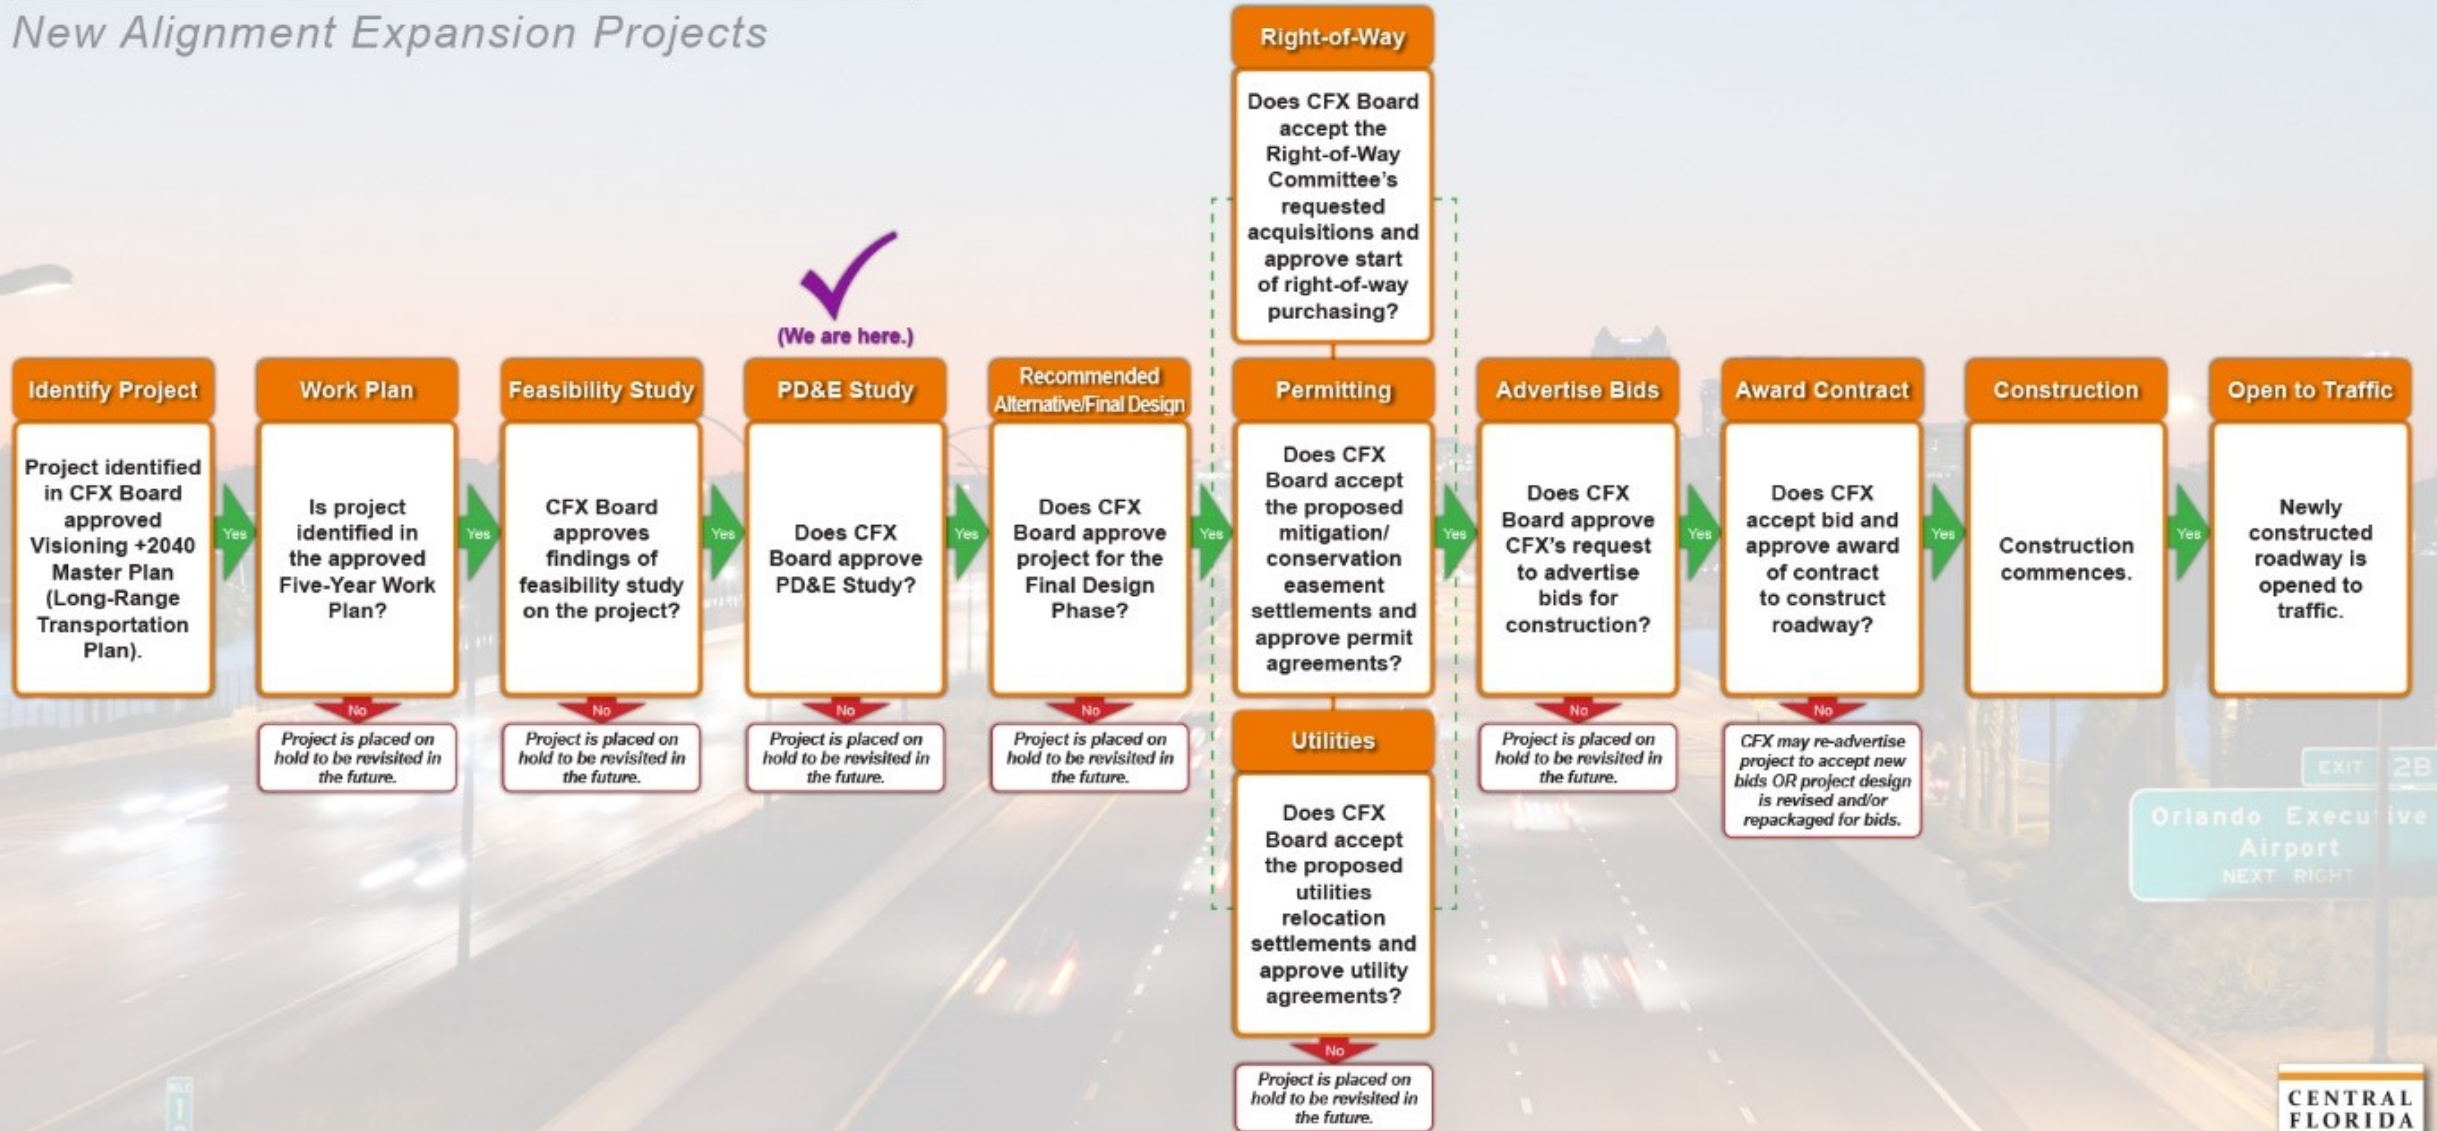 New Alignment Expansion Projects
Right-of-Way
Does CFX Board
accept the
Right-of-Way
Committee's
requested
acquisitions and
approve start
of right-of-way
purchasing?
(We are here.)
Identify Project
Project identified
in CFX Board
approved
Visioning +2040
Master Plan
(Long-Range
Transportation
Plan).
Yes
Work Plan
Is project
identified in
the approved
Five-Year Work
Plan?
No
Project is placed on
hold to be revisited in
the future.
Yes
Feasibility Study
CFX Board
approves
findings of
feasibility study
on the project?
No
Project is placed on
hold to be revisited in
the future.
Yes
PD&E Study
Does CFX
Board approve
PD&E Study?
No
Project is placed on
hold to be revisited in
the future.
Yes
Recommended
Alternative/Final Design
Does CFX
Board approve
project for the
Final Design
Phase?
No
Project is placed on
hold to be revisited in
the future.
Yes
Permitting
Does CFX
Board accept
the proposed
mitigation/
conservation
easement
settlements and
approve permit
agreements?
Utilities
Does CFX
Board accept
the proposed
utilities
relocation
settlements and
approve utility
agreements?
No
Project is placed on
hold to be revisited in
the future.
Yes
Advertise Bids
Does CFX
Board approve
CFX's request
to advertise
bids for
construction?
No
Project is placed on
hold to be revisited in
the future.
Yes
Award Contract
Does CFX
accept bid and
approve award
of contract
to construct
roadway?
No
CFX may re-advertise
project to accept new
bids OR project design
is revised and/or
repackaged for bids.
Yes
Construction
Construction
commences.
Yes
Open to Traffic
Newly
constructed
roadway is
opened to
traffic.
EXIT 2B
Orlando Executive
Airport
NEXT RIGHT
CENTRAL
FLORIDA